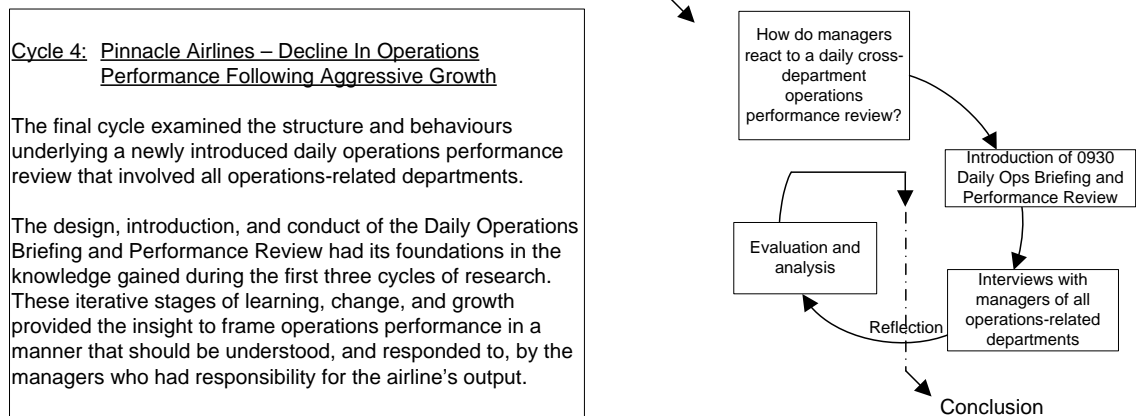 Cycle 4: Pinnacle Airlines – Decline In Operations
Performance Following Aggressive Growth
The final cycle examined the structure and behaviours
underlying a newly introduced daily operations performance
review that involved all operations-related departments.
The design, introduction, and conduct of the Daily Operations
Briefing and Performance Review had its foundations in the
knowledge gained during the first three cycles of research.
These iterative stages of learning, change, and growth
provided the insight to frame operations performance in a
manner that should be understood, and responded to, by the
managers who had responsibility for the airline's output.
How do managers
react to a daily cross-
department
operations
performance review?
Introduction of 0930
Daily Ops Briefing and
Performance Review
Interviews with
managers of all
operations-related
departments
Reflection
Evaluation and
analysis
Conclusion